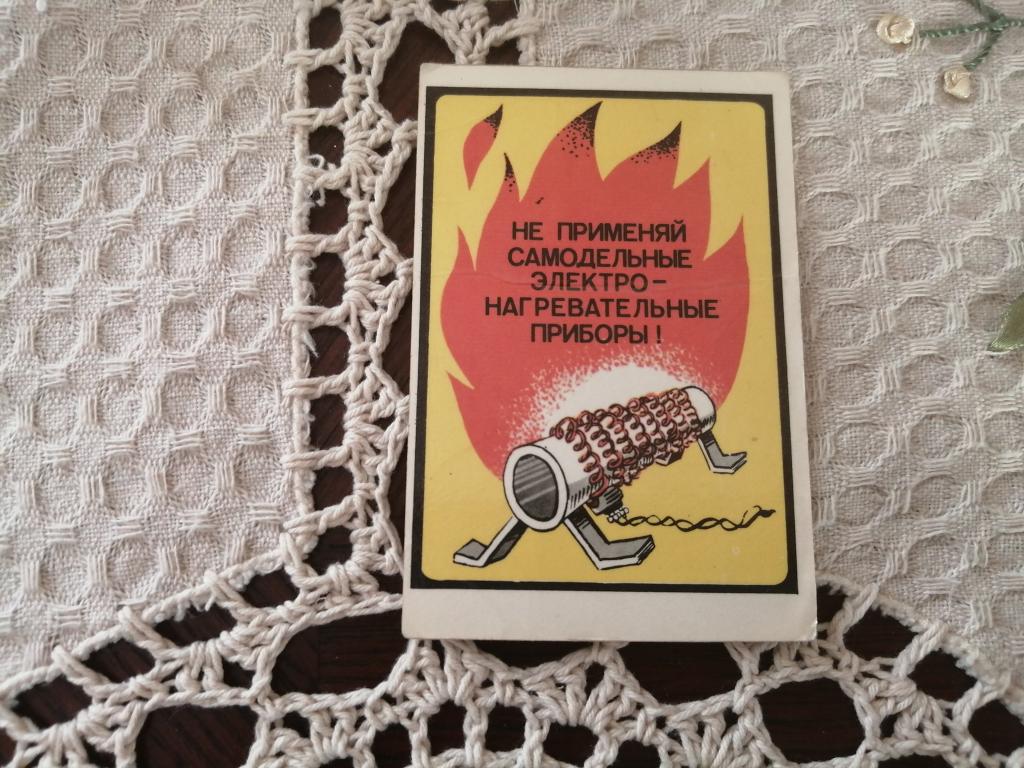 НЕ ПРИМЕНЯЙ
САМОДЕЛЬНЫЕ
ЭЛЕКТРО-
НАГРЕВАТЕЛЬНЫЕ
ПРИБОРЫ!